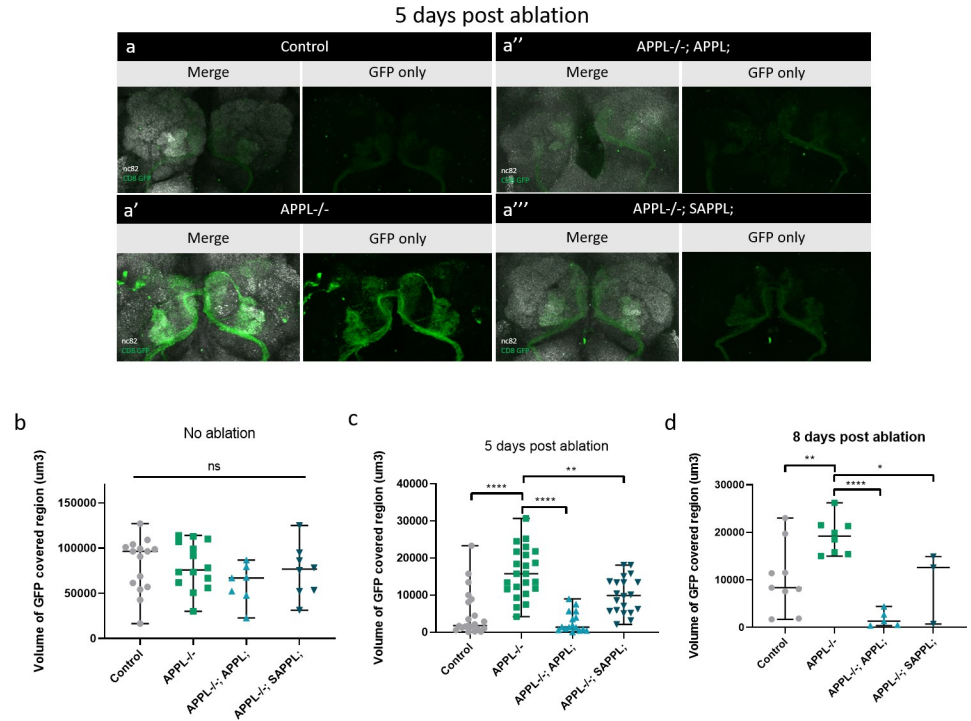 5 days post ablation
a Control
Merge GFP only
nc82
CD8 GFP
a'' APPL-/-; APPL;
Merge GFP only
nc82
CD8 GFP
a' APPL-/-
Merge GFP only
nc82
CD8 GFP
a''' APPL-/-; SAPPL;
Merge GFP only
nc82
CD8 GFP
b
No ablation
Volume of GFP covered region (um3)
ns
150000
100000
50000
0
Control
APPL-/-
APPL-/-; APPL;
APPL-/-; SAPPL;
c
5 days post ablation
Volume of GFP covered region (um3)
**
**** ****
40000
30000
20000
10000
0
Control
APPL-/-
APPL-/-; APPL;
APPL-/-; SAPPL;
d
8 days post ablation
Volume of GFP covered region (um3)
**
*
****
30000
20000
10000
0
Control
APPL-/-
APPL-/-; APPL;
APPL-/-; SAPPL;